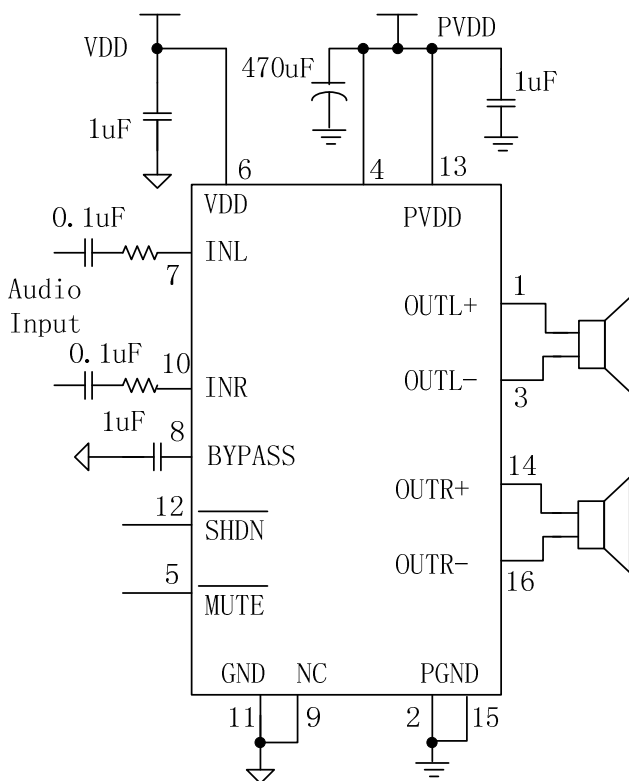 VDD
PVDD
470uF
1uF
1uF
6
4
13
VDD
PVDD
0.1uF
7
INL
Audio
Input
1
OUTL+
0.1uF
10
INR
OUTL-
3
1uF
8
BYPASS
14
OUTR+
12
SHDN
OUTR-
16
5
MUTE
GND
NC
PGND
11
9
2
15